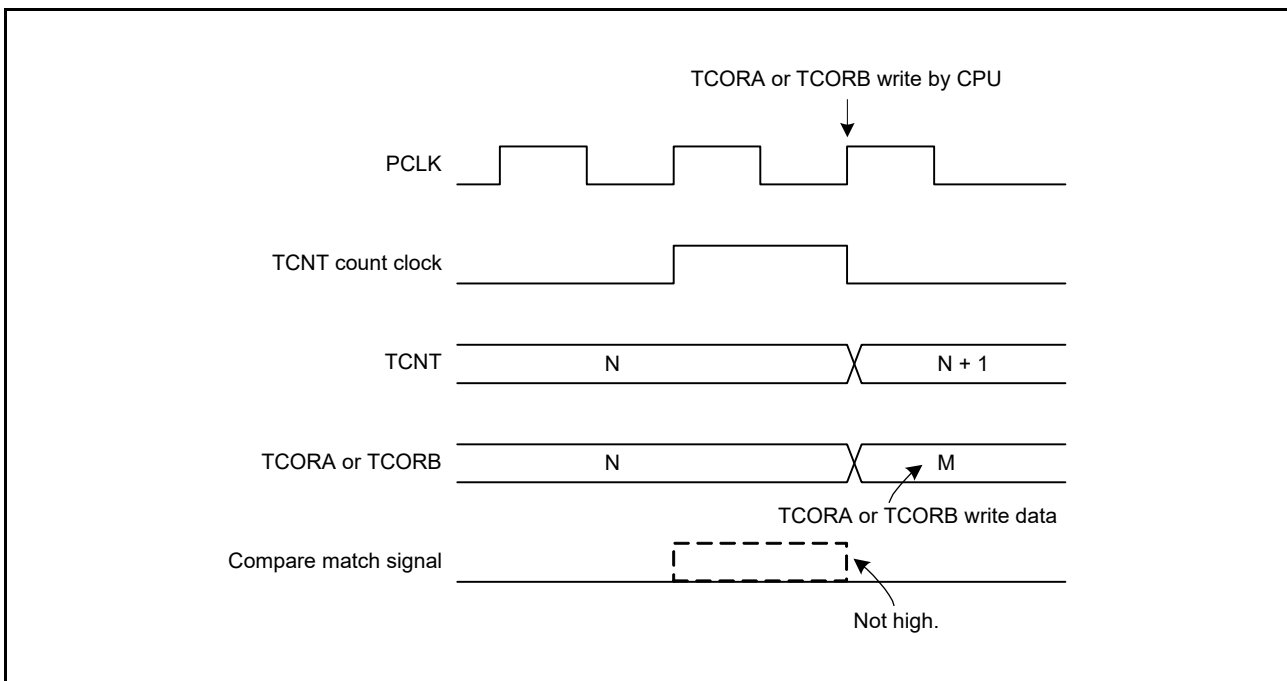 TCORA or TCORB write by CPU
PCLK
TCNT count clock
TCNT
N
N + 1
TCORA or TCORB
N
M
TCORA or TCORB write data
Compare match signal
Not high.